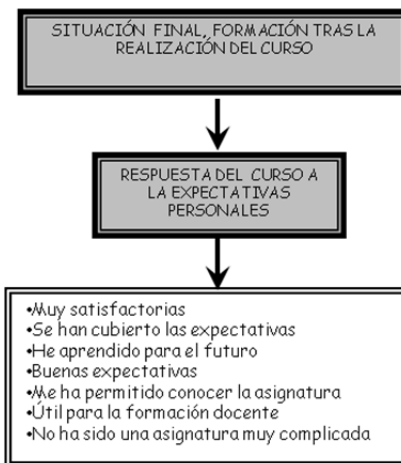 SITUACIÓN FINAL, FORMACIÓN TRAS LA
REALIZACIÓN DEL CURSO
RESPUESTA DEL CURSO A
LA EXPECTATIVAS
PERSONALES
•Muy satisfactorias
•Se han cubierto las expectativas
•He aprendido para el futuro
•Buenas expectativas
•Me ha permitido conocer la asignatura
•Útil para la formación docente
•No ha sido una asignatura muy complicada